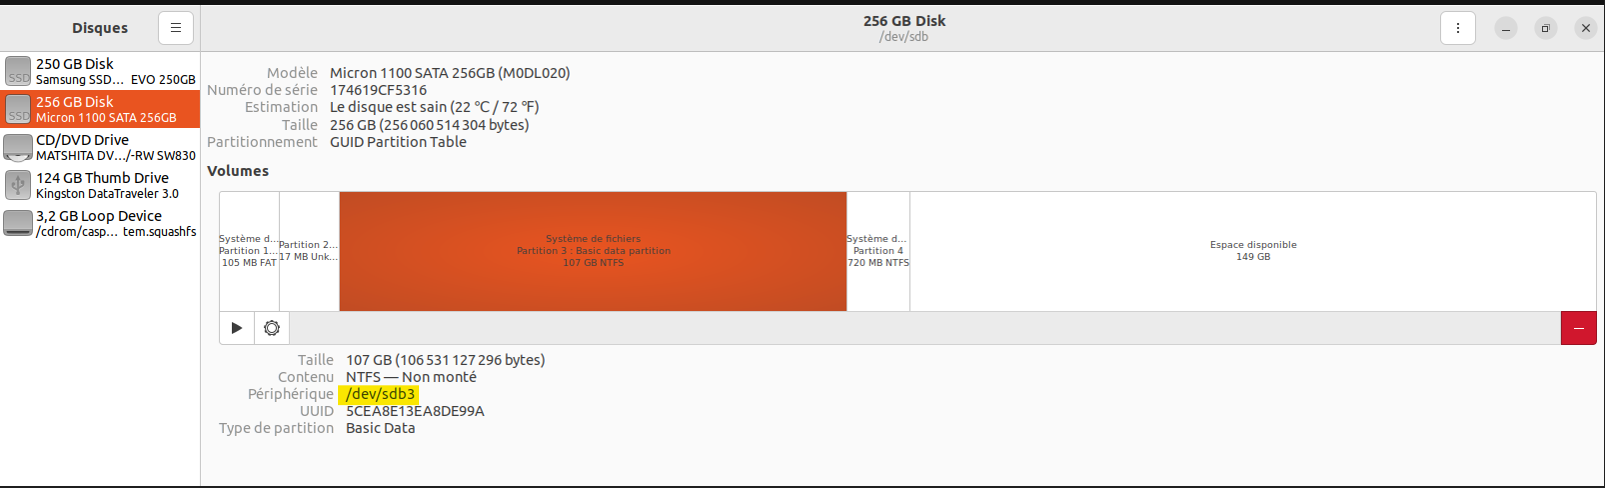 Disques
256 GB Disk
/dev/sdb
SSD
250 GB Disk
Samsung SSD... EVO 250GB
SSD
256 GB Disk
Micron 1100 SATA 256GB
CD/DVD Drive
MATSHITA DV.../-RW SW830
124 GB Thumb Drive
Kingston DataTraveler 3.0
3,2 GB Loop Device
/cdrom/casp... tem.squashfs
Modèle Micron 1100 SATA 256GB (M0DL020)
Numéro de série 174619CF5316
Estimation Le disque est sain (22 °C / 72 °F)
Taille 256 GB (256 060 514 304 bytes)
Partitionnement GUID Partition Table
Volumes
Système d...
Partition 1...
105 MB FAT
Partition 2...
17 MB Unk...
Système de fichiers
Partition 3 : Basic data partition
107 GB NTFS
Système d...
Partition 4
720 MB NTFS
Espace disponible
149 GB
Taille 107 GB (106 531 127 296 bytes)
Contenu NTFS — Non monté
Périphérique /dev/sdb3
UUID 5CEA8E13EA8DE99A
Type de partition Basic Data